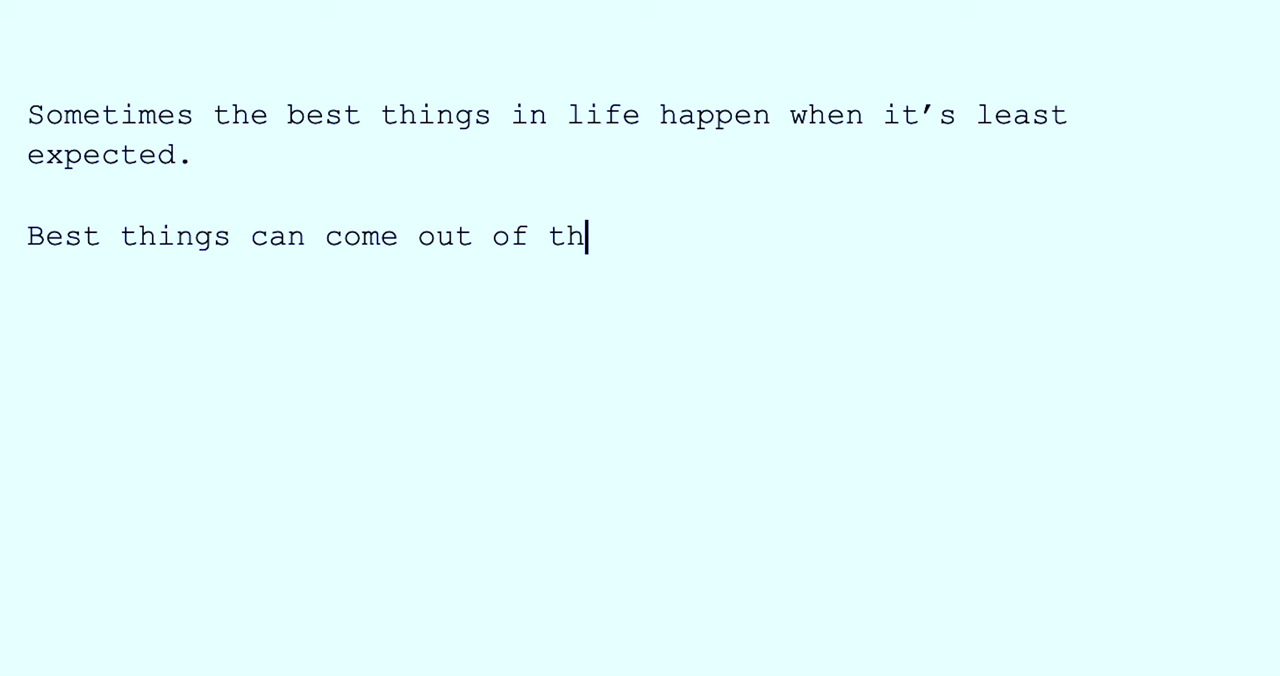 Sometimes the best things in life happen when it’s least
expected.
Best things can come out of th